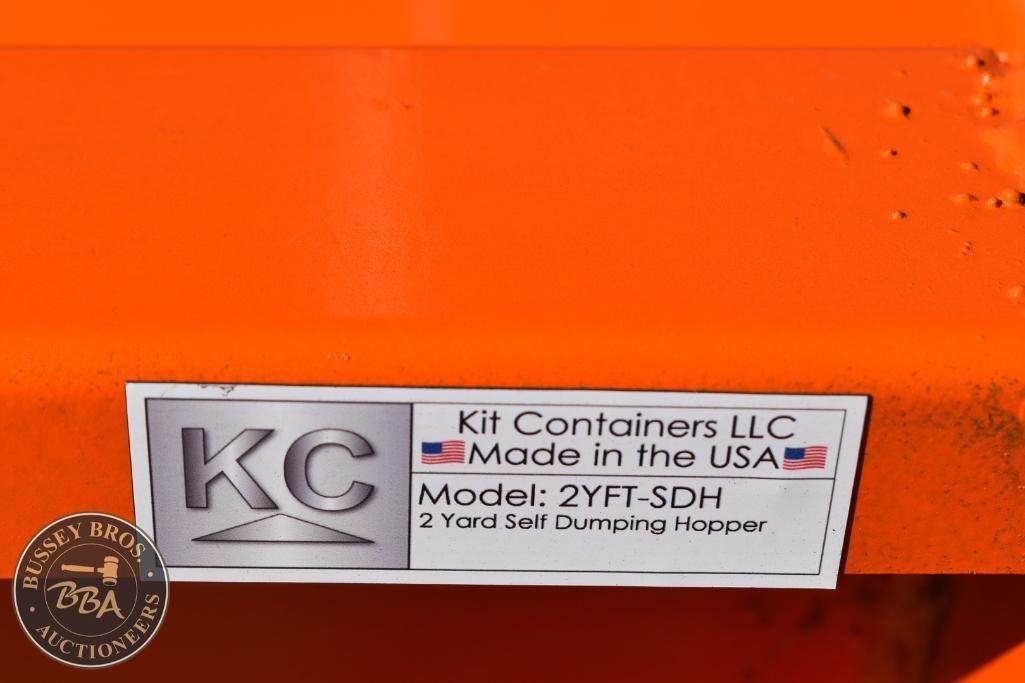 KC
Kit Containers LLC
Made in the USA
Model: 2YFT-SDH
2 Yard Self Dumping Hopper
BUSSEY BROS.
BBA
AUCTIONEERS